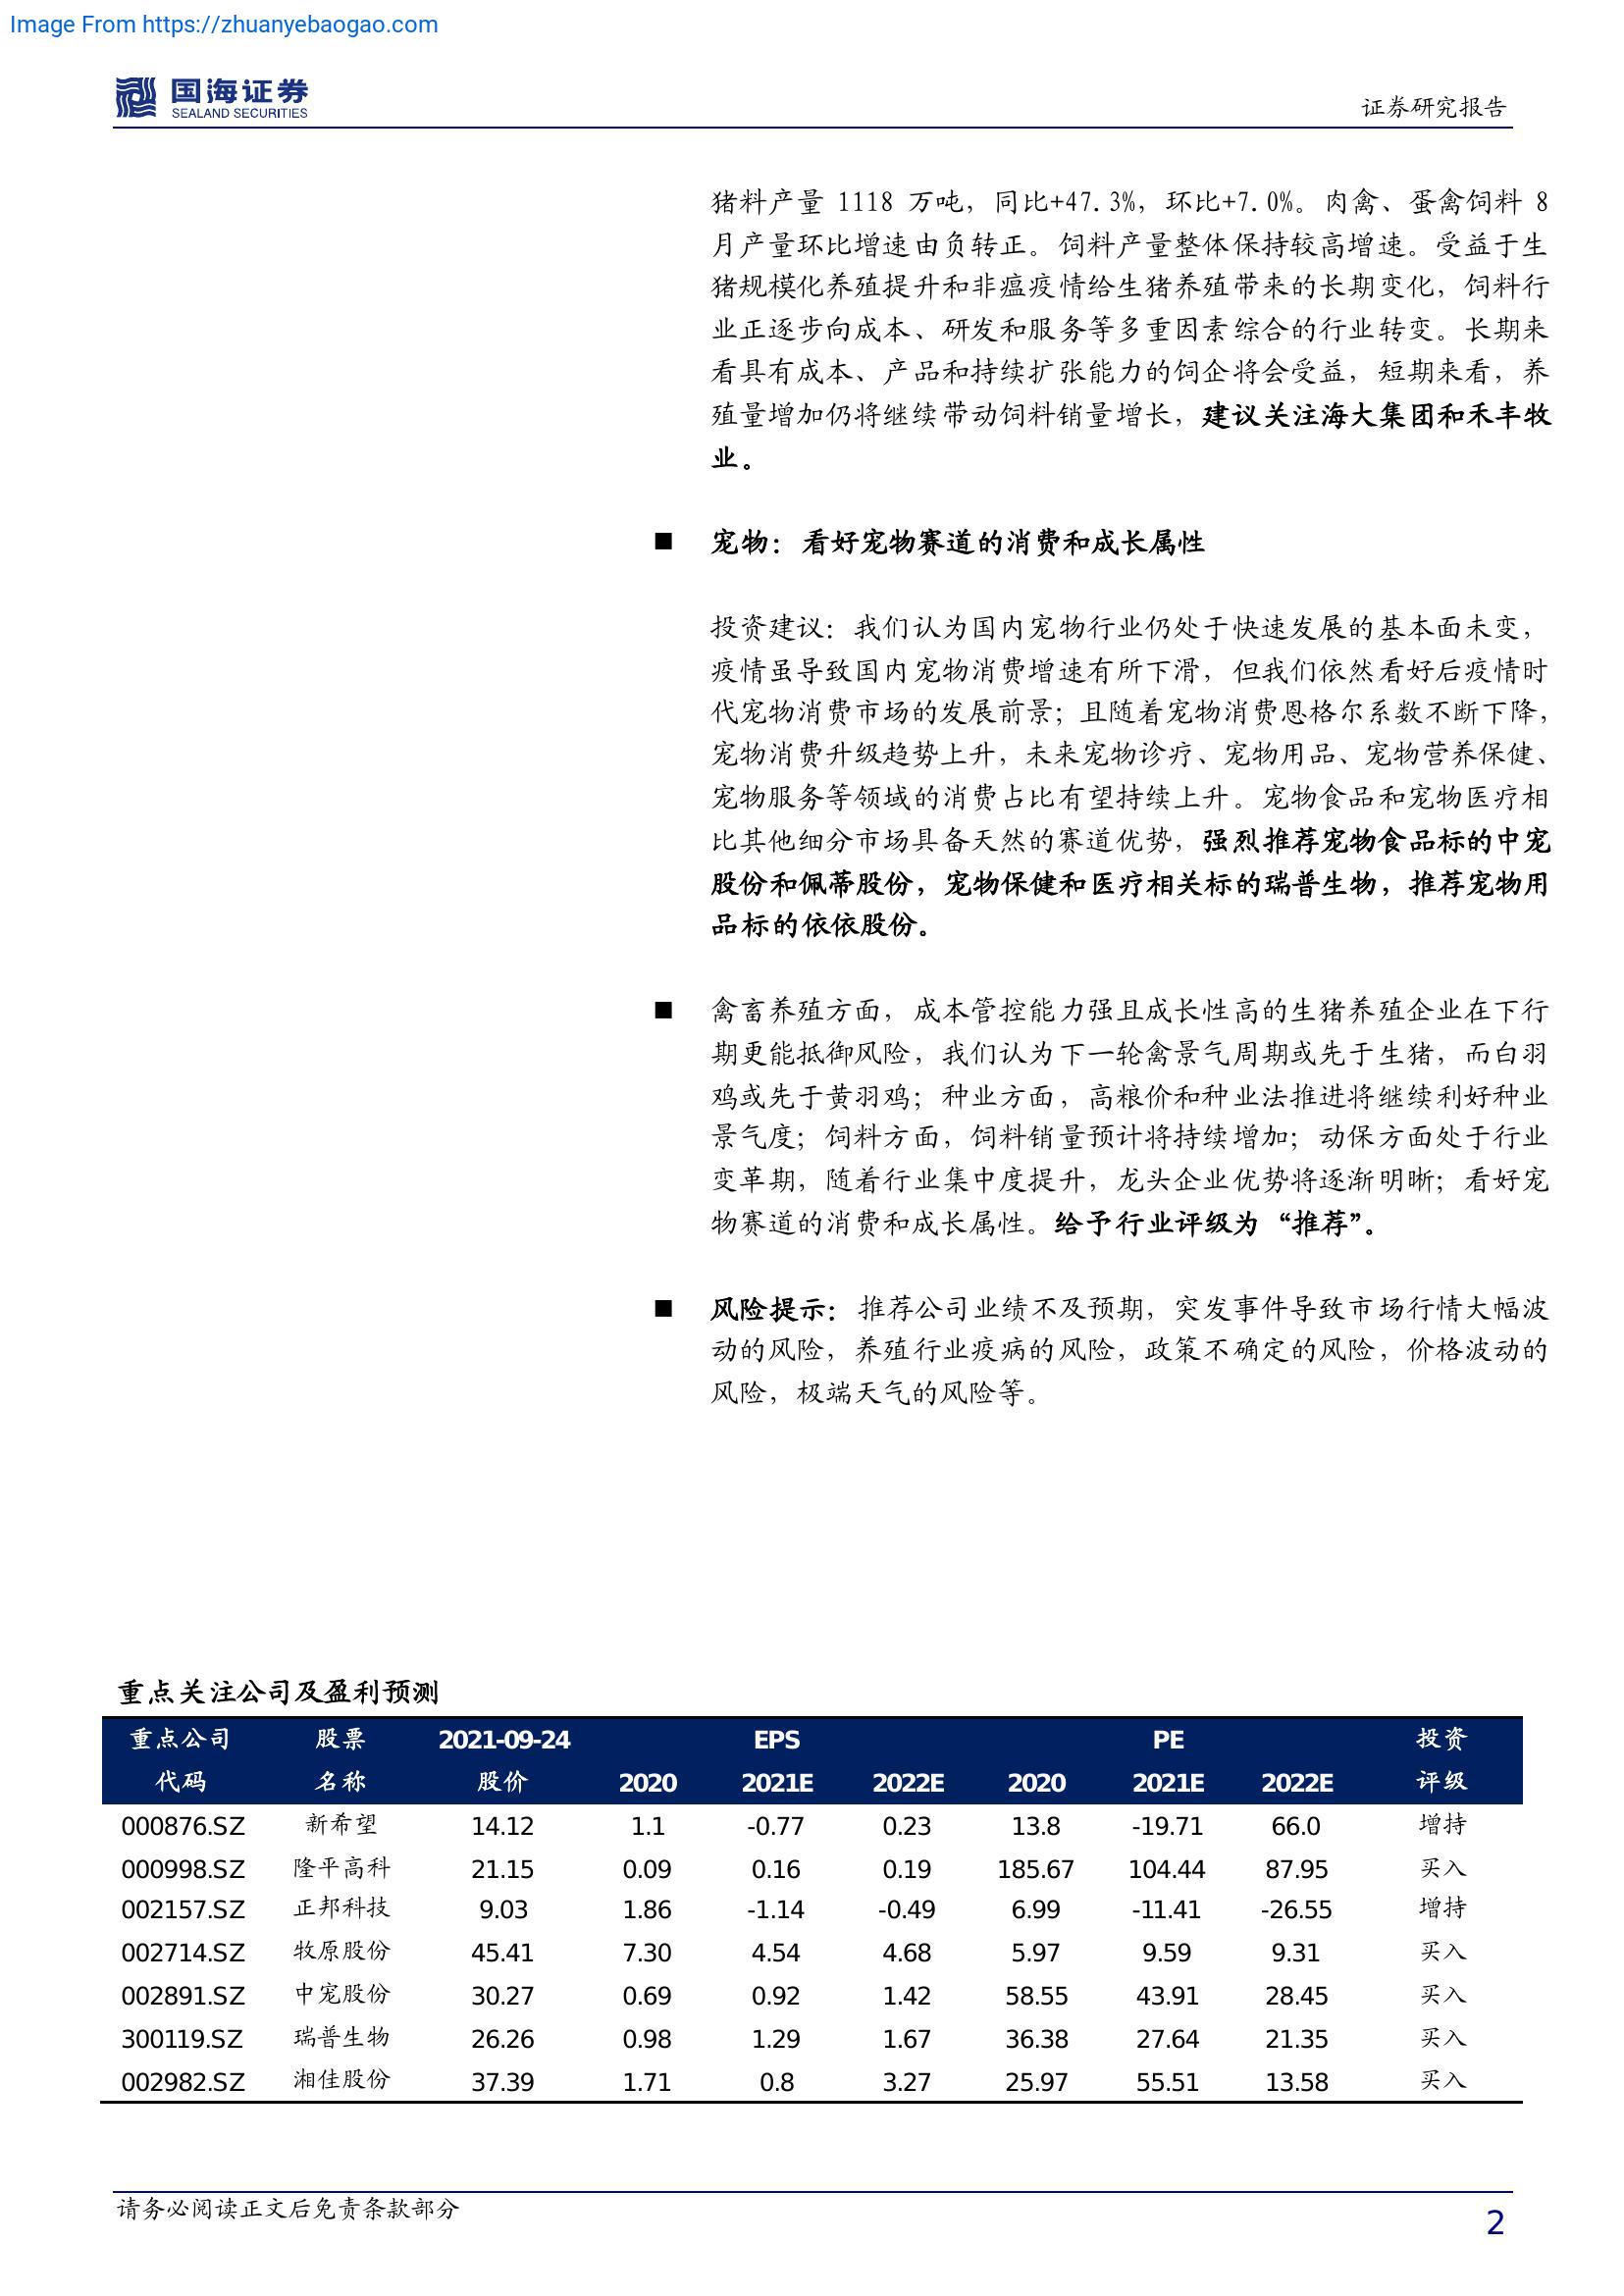 Image From https://zhuanyebaogao.com
国海证券
SEALAND SECURITIES
证券研究报告
猪料产量 1118 万吨，同比+47.3%，环比+7.0%。肉禽、蛋禽饲料 8
月产量环比增速由负转正。饲料产量整体保持较高增速。受益于生
猪规模化养殖提升和非瘟疫情给生猪养殖带来的长期变化，饲料行
业正逐步向成本、研发和服务等多重因素综合的行业转变。长期来
看具有成本、产品和持续扩张能力的饲企将会受益，短期来看，养
殖量增加仍将继续带动饲料销量增长，建议关注海大集团和禾丰牧
业。
■ 宠物：看好宠物赛道的消费和成长属性
投资建议：我们认为国内宠物行业仍处于快速发展的基本面未变，
疫情虽导致国内宠物消费增速有所下滑，但我们依然看好后疫情时
代宠物消费市场的发展前景；且随着宠物消费恩格尔系数不断下降，
宠物消费升级趋势上升，未来宠物诊疗、宠物用品、宠物营养保健、
宠物服务等领域的消费占比有望持续上升。宠物食品和宠物医疗相
比其他细分市场具备天然的赛道优势，强烈推荐宠物食品标的中宠
股份和佩蒂股份，宠物保健和医疗相关标的瑞普生物，推荐宠物用
品标的依依股份。
■ 禽畜养殖方面，成本管控能力强且成长性高的生猪养殖企业在下行
期更能抵御风险，我们认为下一轮禽景气周期或先于生猪，而白羽
鸡或先于黄羽鸡；种业方面，高粮价和种业法推进将继续利好种业
景气度；饲料方面，饲料销量预计将持续增加；动保方面处于行业
变革期，随着行业集中度提升，龙头企业优势将逐渐明晰；看好宠
物赛道的消费和成长属性。给予行业评级为“推荐”。
■ 风险提示：推荐公司业绩不及预期，突发事件导致市场行情大幅波
动的风险，养殖行业疫病的风险，政策不确定的风险，价格波动的
风险，极端天气的风险等。
重点关注公司及盈利预测
重点公司 股票 2021-09-24 EPS PE 投资
代码 名称 股价 2020 2021E 2022E 2020 2021E 2022E 评级
000876.SZ 新希望 14.12 1.1 -0.77 0.23 13.8 -19.71 66.0 增持
000998.SZ 隆平高科 21.15 0.09 0.16 0.19 185.67 104.44 87.95 买入
002157.SZ 正邦科技 9.03 1.86 -1.14 -0.49 6.99 -11.41 -26.55 增持
002714.SZ 牧原股份 45.41 7.30 4.54 4.68 5.97 9.59 9.31 买入
002891.SZ 中宠股份 30.27 0.69 0.92 1.42 58.55 43.91 28.45 买入
300119.SZ 瑞普生物 26.26 0.98 1.29 1.67 36.38 27.64 21.35 买入
002982.SZ 湘佳股份 37.39 1.71 0.8 3.27 25.97 55.51 13.58 买入
请务必阅读正文后免责条款部分
2